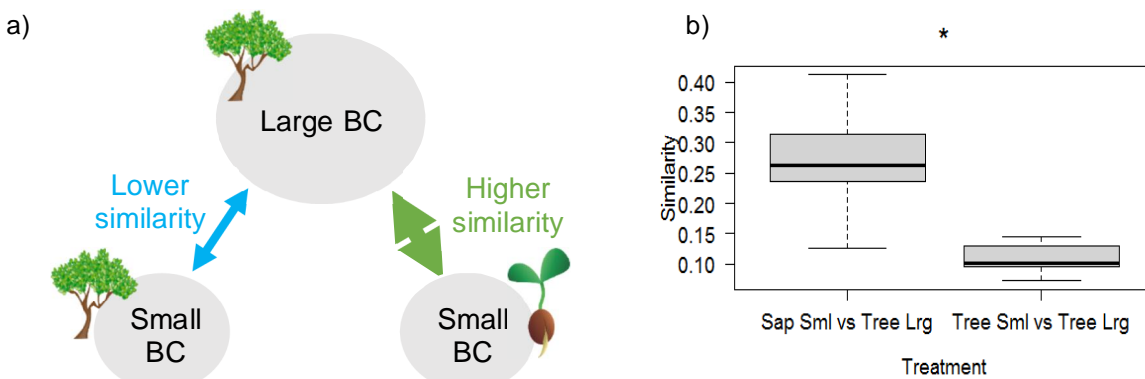 a)
Large BC
Lower
similarity
Higher
similarity
Small
BC
Small
BC
b)
*
Similarity
0.40
0.35
0.30
0.25
0.20
0.15
0.10
Sap Sml vs Tree Lrg
Tree Sml vs Tree Lrg
Treatment